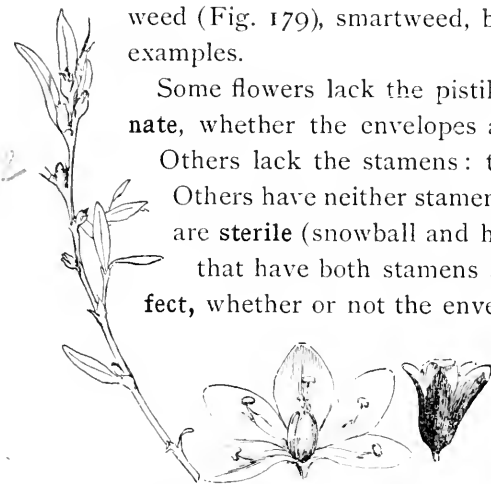 weed (Fig. 179), smartweed, b
examples.
Some flowers lack the pistil
nate, whether the envelopes a
Others lack the stamens: t
Others have neither stamen
are sterile (snowball and h
that have both stamens
fect, whether or not the enve